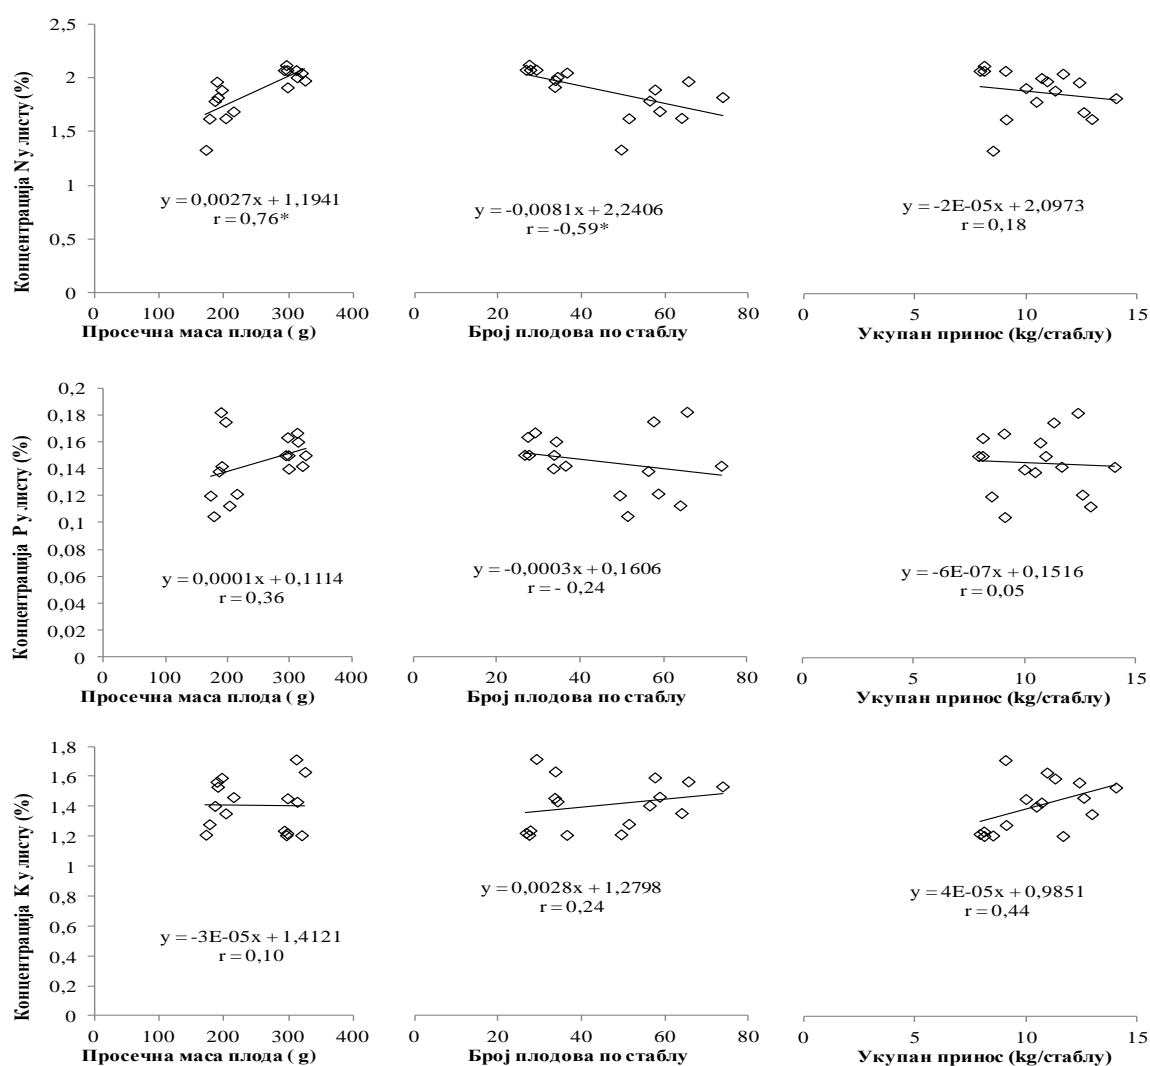 Концентрација N у листу (%)
2,5
2
1,5
1
0,5
0
y = 0,0027x + 1,1941
r = 0,76*
0 100 200 300 400
Просечна маса плода ( g)
y = -0,0081x + 2,2406
r = -0,59*
0 20 40 60 80
Број плодова по стаблу
y = -2E-05x + 2,0973
r = 0,18
0 5 10 15
Укупан принос (kg/стаблу)
Концентрација P у листу (%)
0,2
0,18
0,16
0,14
0,12
0,1
0,08
0,06
0,04
0,02
0
y = 0,0001x + 0,1114
r = 0,36
0 100 200 300 400
Просечна маса плода ( g)
y = -0,0003x + 0,1606
r = - 0,24
0 20 40 60 80
Број плодова по стаблу
y = -6E-07x + 0,1516
r = 0,05
0 5 10 15
Укупан принос (kg/стаблу)
Концентрација K у листу (%)
1,8
1,6
1,4
1,2
1
0,8
0,6
0,4
0,2
0
y = -3E-05x + 1,4121
r = 0,10
0 100 200 300 400
Просечна маса плода ( g)
y = 0,0028x + 1,2798
r = 0,24
0 20 40 60 80
Број плодова по стаблу
y = 4E-05x + 0,9851
r = 0,44
0 5 10 15
Укупан принос (kg/стаблу)